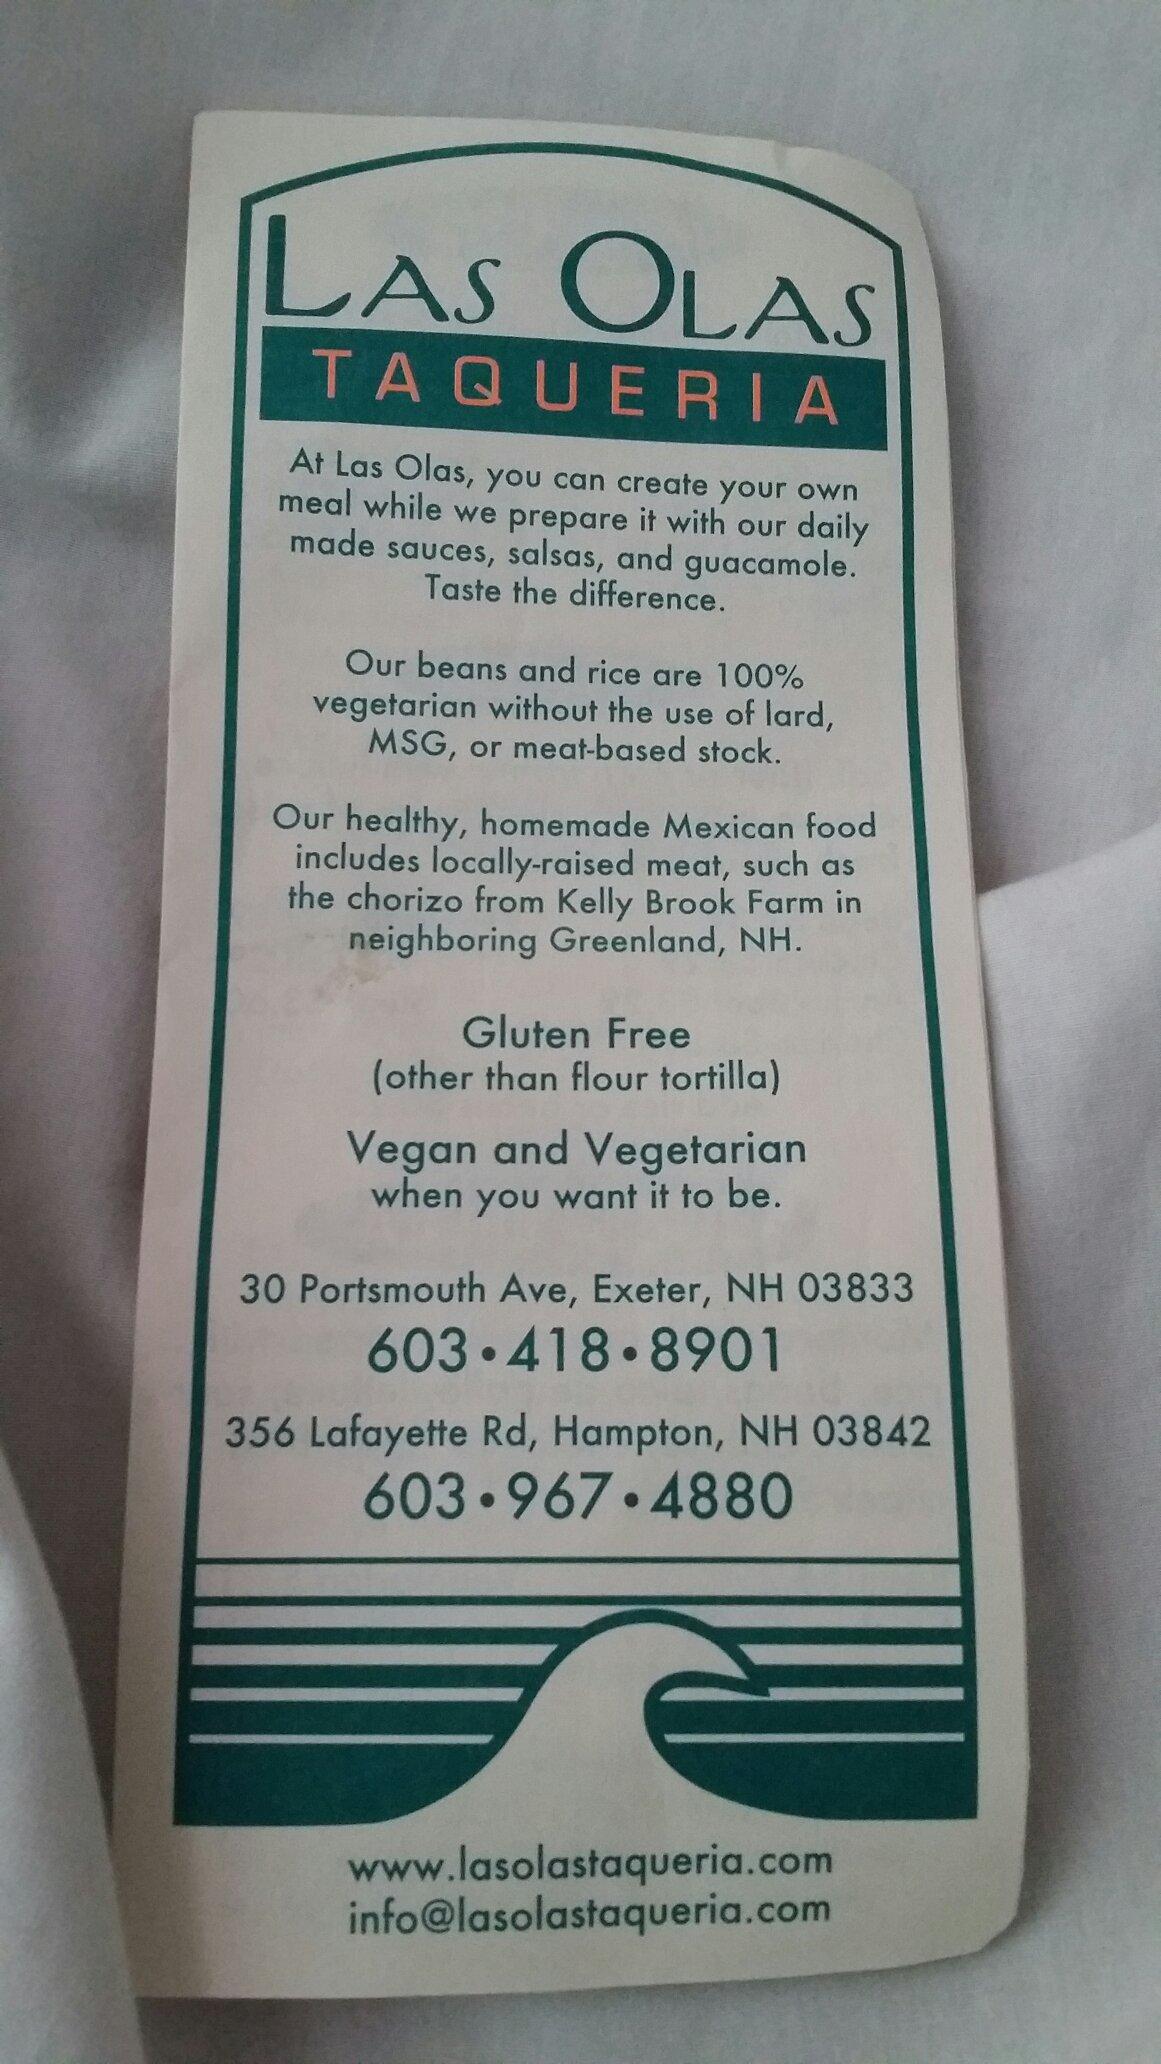 LAS OLAS
TAQUERIA
At Las Olas, you can create your own
meal while we prepare it with our daily
made sauces, salsas, and guacamole.
Taste the difference.
Our beans and rice are 100%
vegetarian without the use of lard,
MSG, or meat-based stock.
Our healthy, homemade Mexican food
includes locally-raised meat, such as
the chorizo from Kelly Brook Farm in
neighboring Greenland, NH.
Gluten Free
(other than flour tortilla)
Vegan and Vegetarian
when you want it to be.
30 Portsmouth Ave, Exeter, NH 03833
603•418•8901
356 Lafayette Rd, Hampton, NH 03842
603•967•4880
www.lasolastaqueria.com
info@lasolastaqueria.com